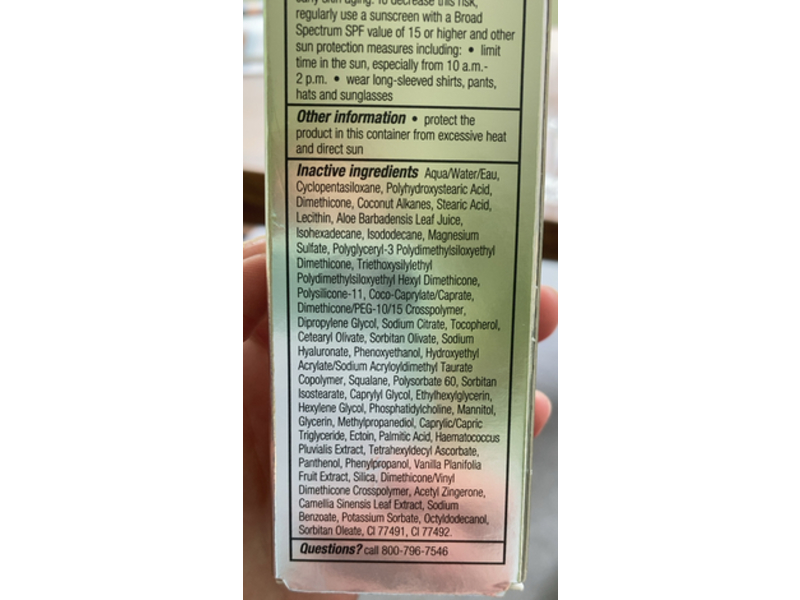 early skin aging. To decrease this risk,
regularly use a sunscreen with a Broad
Spectrum SPF value of 15 or higher and other
sun protection measures including: • limit
time in the sun, especially from 10 a.m.-
2 p.m. • wear long-sleeved shirts, pants,
hats and sunglasses
Other information • protect the
product in this container from excessive heat
and direct sun
Inactive ingredients Aqua/Water/Eau,
Cyclopentasiloxane, Polyhydroxystearic Acid,
Dimethicone, Coconut Alkanes, Stearic Acid,
Lecithin, Aloe Barbadensis Leaf Juice,
Isohexadecane, Isododecane, Magnesium
Sulfate, Polyglyceryl-3 Polydimethylsiloxyethyl
Dimethicone, Triethoxysilylethyl
Polydimethylsiloxyethyl Hexyl Dimethicone,
Polysilicone-11, Coco-Caprylate/Caprate,
Dimethicone/PEG-10/15 Crosspolymer,
Dipropylene Glycol, Sodium Citrate, Tocopherol,
Cetearyl Olivate, Sorbitan Olivate, Sodium
Hyaluronate, Phenoxyethanol, Hydroxyethyl
Acrylate/Sodium Acryloyldimethyl Taurate
Copolymer, Squalane, Polysorbate 60, Sorbitan
Isostearate, Caprylyl Glycol, Ethylhexylglycerin,
Hexylene Glycol, Phosphatidylcholine, Mannitol,
Glycerin, Methylpropanediol, Caprylic/Capric
Triglyceride, Ectoin, Palmitic Acid, Haematococcus
Pluvialis Extract, Tetrahexyldecyl Ascorbate,
Panthenol, Phenylpropanol, Vanilla Planifolia
Fruit Extract, Silica, Dimethicone/Vinyl
Dimethicone Crosspolymer, Acetyl Zingerone,
Camellia Sinensis Leaf Extract, Sodium
Benzoate, Potassium Sorbate, Octyldodecanol,
Sorbitan Oleate, CI 77491, CI 77492.
Questions? call 800-796-7546